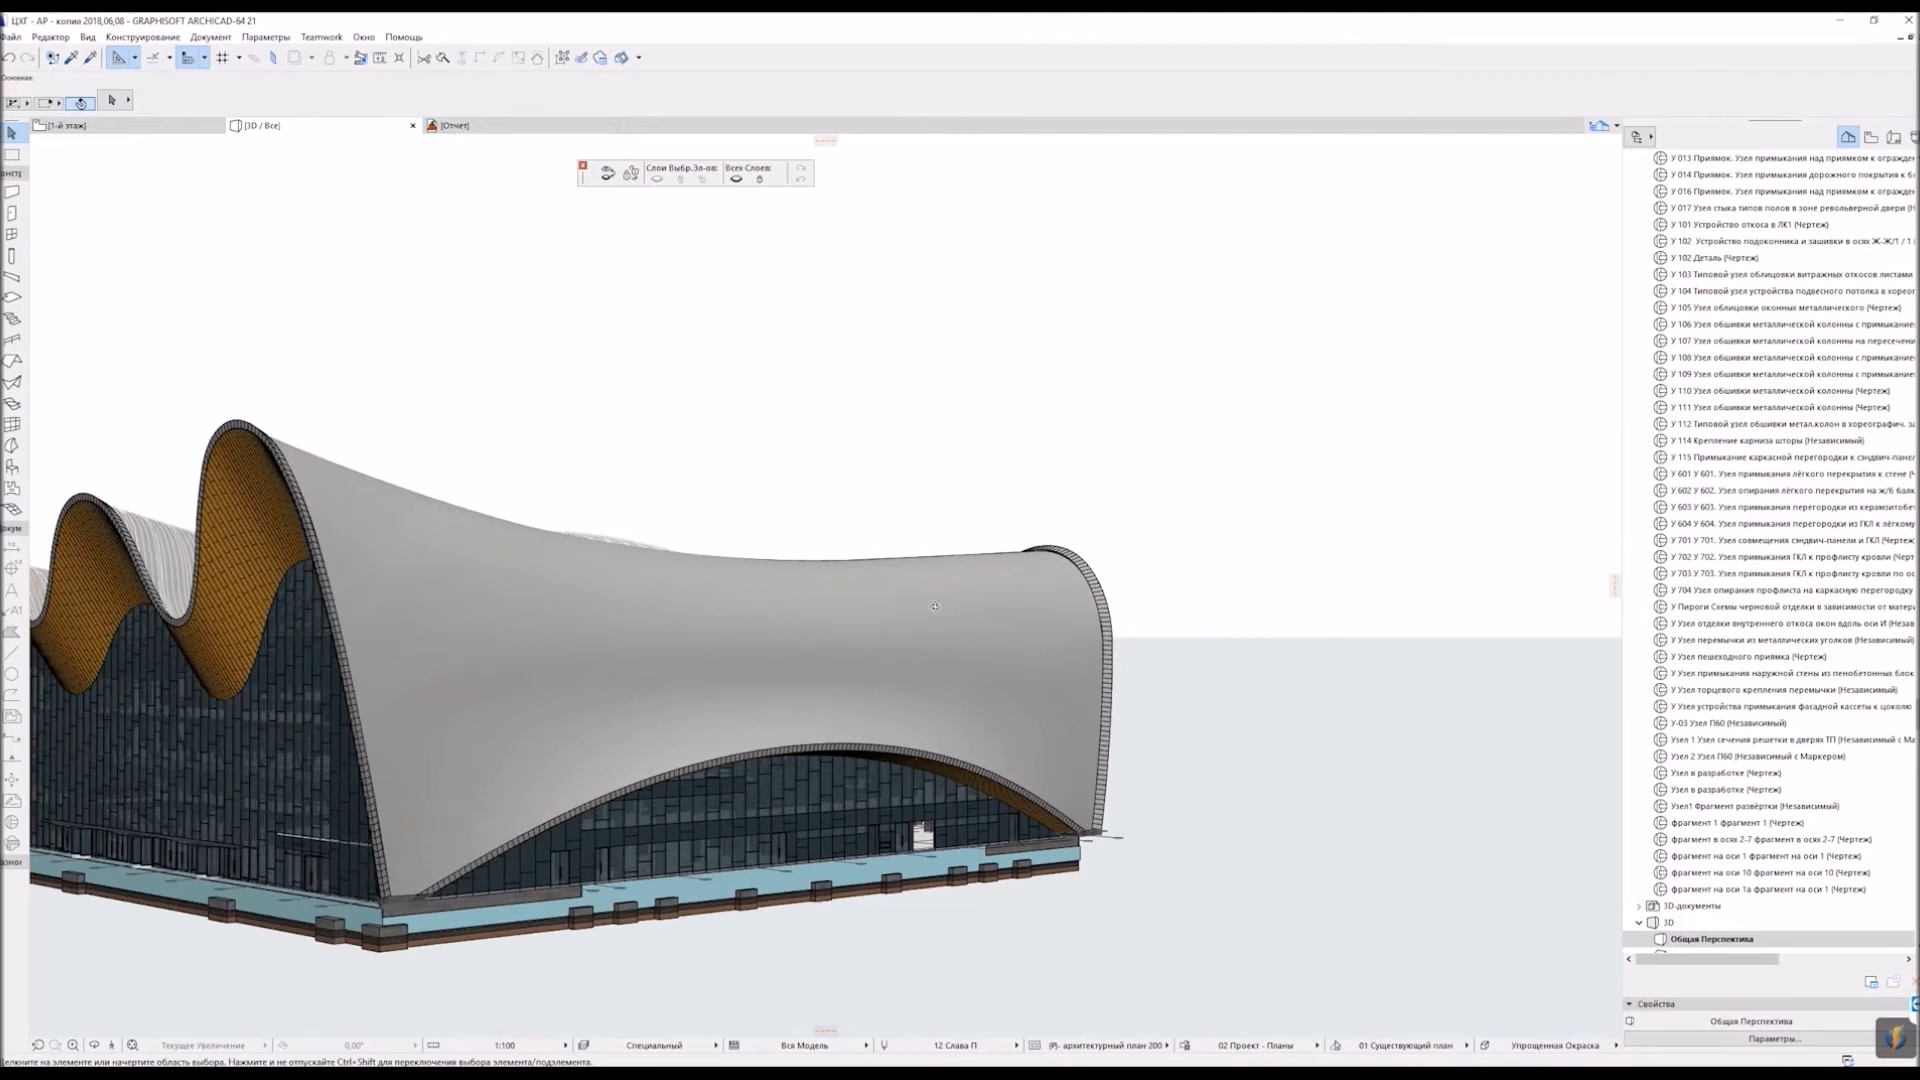 ЦХГ - АР - копия 2018,06,08 - GRAPHISOFT ARCHICAD-64 21
Файл Редактор Вид Конструирование Документ Параметры Teamwork Окно Помощь
Основная:
[1-й этаж] [3D / Все] [Отчет]
Слои Выбр.Эл-ов: Всех Слоев:
У 013 Приямок. Узел примыкания над приямком к огражде
У 014 Приямок. Узел примыкания дорожного покрытия к б
У 016 Приямок. Узел примыкания над приямком к огражде
У 017 Узел стыка типов полов в зоне револьверной двери (Н
У 101 Устройство откоса в ЛК1 (Чертеж)
У 102 Устройство подоконника и зашивки в осях Ж-Ж/1 / 1 (
У 102 Деталь (Чертеж)
У 103 Типовой узел облицовки витражных откосов листами
У 104 Типовой узел устройства подвесного потолка в хореог
У 105 Узел облицовки оконных металлического (Чертеж)
У 106 Узел обшивки металлической колонны с примыкание
У 107 Узел обшивки металлической колонны на пересечени
У 108 Узел обшивки металлической колонны с примыкание
У 109 Узел обшивки металлической колонны с примыкание
У 110 Узел обшивки металлической колонны (Чертеж)
У 111 Узел обшивки металлической колонны (Чертеж)
У 112 Типовой узел обшивки метал.колон в хореографич. за
У 114 Крепление карниза шторы (Независимый)
У 115 Примыкание каркасной перегородки к сэндвич-панел
У 601 У 601. Узел примыкания лёгкого перекрытия к стене (Ч
У 602 У 602. Узел опирания лёгкого перекрытия на ж/б балк
У 603 У 603. Узел примыкания перегородки из керамзитобет
У 604 У 604. Узел примыкания перегородки из ГКЛ к лёгкому
У 701 У 701. Узел совмещения сэндвич-панели и ГКЛ (Чертеж
У 702 У 702. Узел примыкания ГКЛ к профлисту кровли (Черт
У 703 У 703. Узел примыкания ГКЛ к профлисту кровли по ос
У 704 Узел опирания профлиста на каркасную перегородку
У Пироги Схемы черновой отделки в зависимости от матери
У Узел отделки внутреннего откоса окон вдоль оси И (Незав
У Узел перемычки из металлических уголков (Независимый)
У Узел пешеходного приямка (Чертеж)
У Узел примыкания наружной стены из пенобетонных блок
У Узел торцевого крепления перемычки (Независимый)
У Узел устройства примыкания фасадной кассеты к цоколю
У-03 Узел П60 (Независимый)
Узел 1 Узел сечения решетки в дверях ТП (Независимый с Ма
Узел 2 Узел П60 (Независимый с Маркером)
Узел в разработке (Чертеж)
Узел в разработке (Чертеж)
Узел1 Фрагмент развёртки (Независимый)
фрагмент 1 фрагмент 1 (Чертеж)
фрагмент в осях 2-7 фрагмент в осях 2-7 (Чертеж)
фрагмент на оси 1 фрагмент на оси 1 (Чертеж)
фрагмент на оси 10 фрагмент на оси 10 (Чертеж)
фрагмент на оси 1а фрагмент на оси 1 (Чертеж)
3D-документы
3D
Общая Перспектива
Свойства
Общая Перспектива
Параметры...
Текущее Увеличение 0,00° 1:100 Специальный Вся Модель 12 Слава П (Р)- архитектурный план 200 02 Проект - Планы 01 Существующий план Упрощенная Окраска
Щелкните на элементе или начертите область выбора. Нажмите и не отпускайте Ctrl+Shift для переключения выбора элемента/подэлемента.